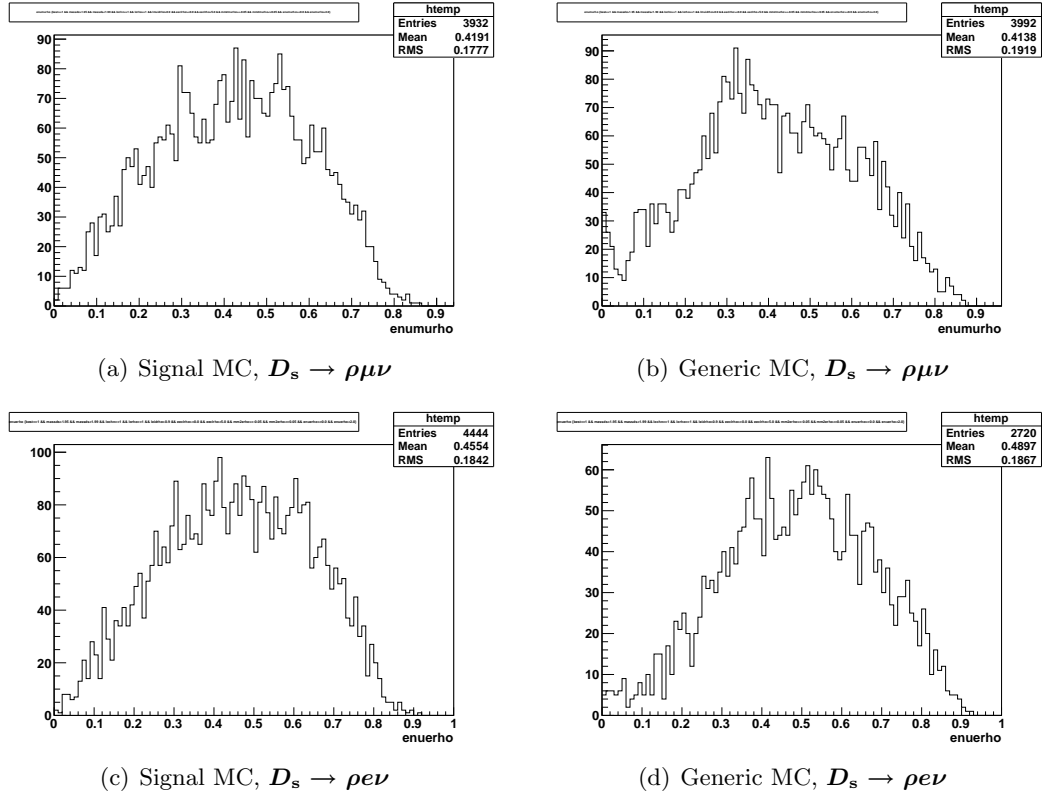 htemp
Entries 3932
Mean 0.4191
RMS 0.1777
90
80
70
60
50
40
30
20
10
0
0 0.1 0.2 0.3 0.4 0.5 0.6 0.7 0.8 0.9
enumurho
(a) Signal MC, Ds → ρμν
htemp
Entries 3992
Mean 0.4138
RMS 0.1919
90
80
70
60
50
40
30
20
10
0
0 0.1 0.2 0.3 0.4 0.5 0.6 0.7 0.8 0.9
enumurho
(b) Generic MC, Ds → ρμν
htemp
Entries 4444
Mean 0.4554
RMS 0.1842
100
80
60
40
20
0
0 0.1 0.2 0.3 0.4 0.5 0.6 0.7 0.8 0.9 1
enuerho
(c) Signal MC, Ds → ρeν
htemp
Entries 2720
Mean 0.4897
RMS 0.1867
60
50
40
30
20
10
0
0 0.1 0.2 0.3 0.4 0.5 0.6 0.7 0.8 0.9 1
enuerho
(d) Generic MC, Ds → ρeν